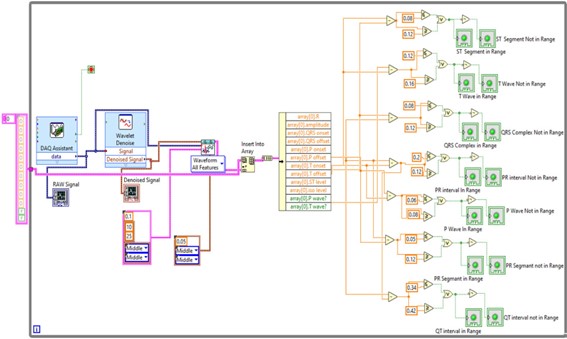 DAQ Assistant
data
Wavelet
Denoise
Signal
Denoised Signal
RAW Signal
Denoised Signal
Waveform
All Features
Insert Into
Array
0.1
10
25
Middle
Middle
0.05
Middle
Middle
array[0].R
array[0].amplitude
array[0].QRS onset
array[0].QRS offset
array[0].P onset
array[0].P offset
array[0].T onset
array[0].T offset
array[0].ST level
array[0].iso level
array[0].P wave?
array[0].T wave?
0.08
0.12
ST Segment Not in Range
ST Segment in Range
0.12
0.16
T Wave Not in Range
T Wave in Range
0.08
0.12
QRS Complex Not in Range
QRS Complex in Range
0.2
0.12
PR interval Not in Range
PR interval In Range
0.06
0.08
P Wave Not in Range
P Wave In Range
0.05
0.12
PR Segmant not in Range
PR Segmant in Range
0.34
0.42
QT interval not in Range
QT interval in Range
i